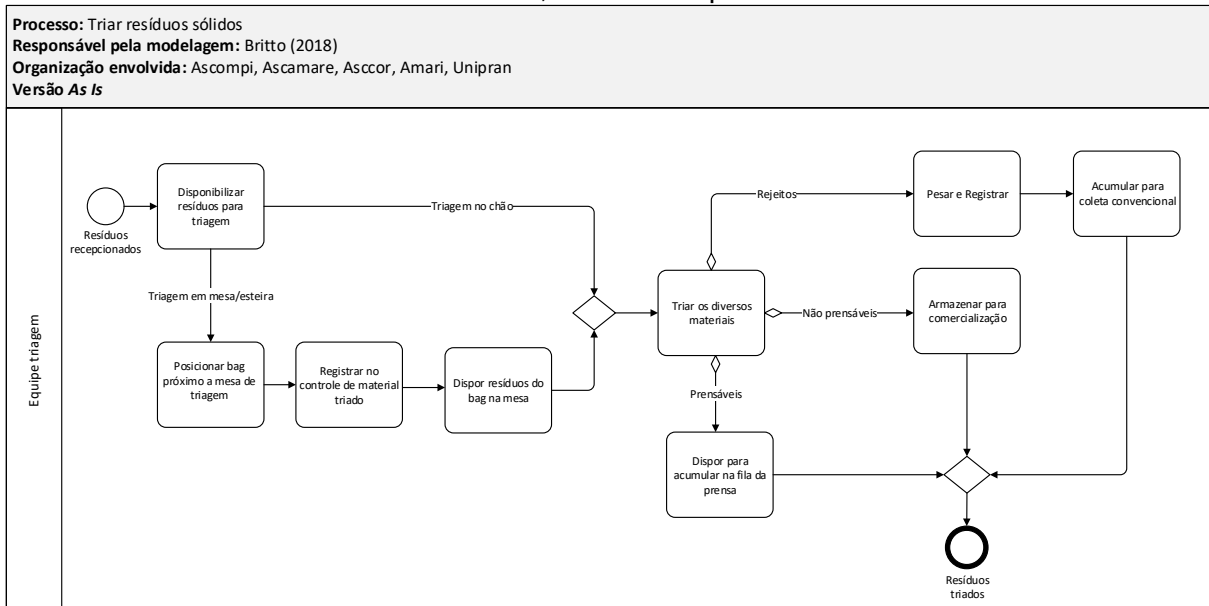 Processo: Triar resíduos sólidos
Responsável pela modelagem: Britto (2018)
Organização envolvida: Ascompi, Ascamare, Asccor, Amari, Unipran
Versão As Is
Equipe triagem
Resíduos
recepcionados
Disponibilizar
resíduos para
triagem
Triagem no chão
Triagem em mesa/esteira
Posicionar bag
próximo a mesa de
triagem
Registrar no
controle de material
triado
Dispor resíduos do
bag na mesa
Triar os diversos
materiais
Rejeitos
Pesar e Registrar
Acumular para
coleta convencional
Não prensáveis
Armazenar para
comercialização
Prensáveis
Dispor para
acumular na fila da
prensa
Resíduos
triados